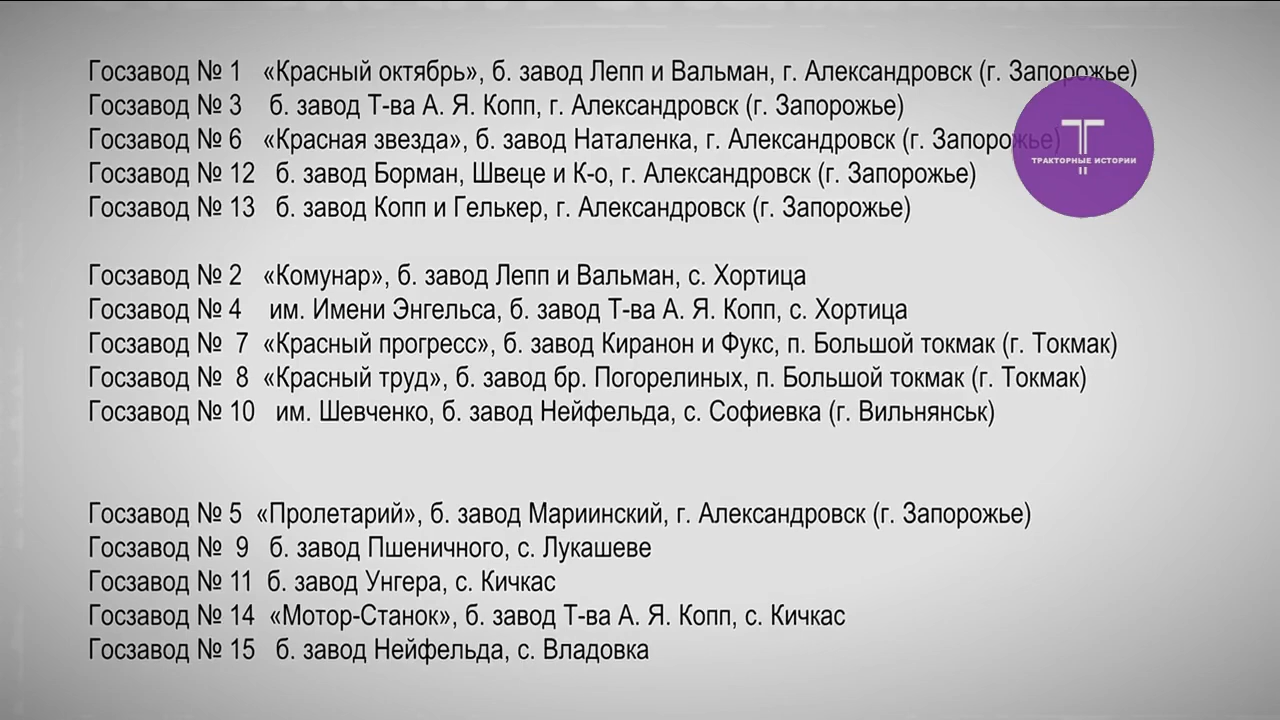 Госзавод № 1 «Красный октябрь», б. завод Лепп и Вальман, г. Александровск (г. Запорожье)
Госзавод № 3 б. завод Т-ва А. Я. Копп, г. Александровск (г. Запорожье)
Госзавод № 6 «Красная звезда», б. завод Наталенка, г. Александровск (г. Запорожье)
Госзавод № 12 б. завод Борман, Швеце и К-о, г. Александровск (г. Запорожье)
Госзавод № 13 б. завод Копп и Гелькер, г. Александровск (г. Запорожье)
ТРАКТОРНЫЕ ИСТОРИИ
Госзавод № 2 «Комунар», б. завод Лепп и Вальман, с. Хортица
Госзавод № 4 им. Имени Энгельса, б. завод Т-ва А. Я. Копп, с. Хортица
Госзавод № 7 «Красный прогресс», б. завод Киранон и Фукс, п. Большой токмак (г. Токмак)
Госзавод № 8 «Красный труд», б. завод бр. Погорелиных, п. Большой токмак (г. Токмак)
Госзавод № 10 им. Шевченко, б. завод Нейфельда, с. Софиевка (г. Вильнянськ)
Госзавод № 5 «Пролетарий», б. завод Мариинский, г. Александровск (г. Запорожье)
Госзавод № 9 б. завод Пшеничного, с. Лукашеве
Госзавод № 11 б. завод Унгера, с. Кичкас
Госзавод № 14 «Мотор-Станок», б. завод Т-ва А. Я. Копп, с. Кичкас
Госзавод № 15 б. завод Нейфельда, с. Владовка